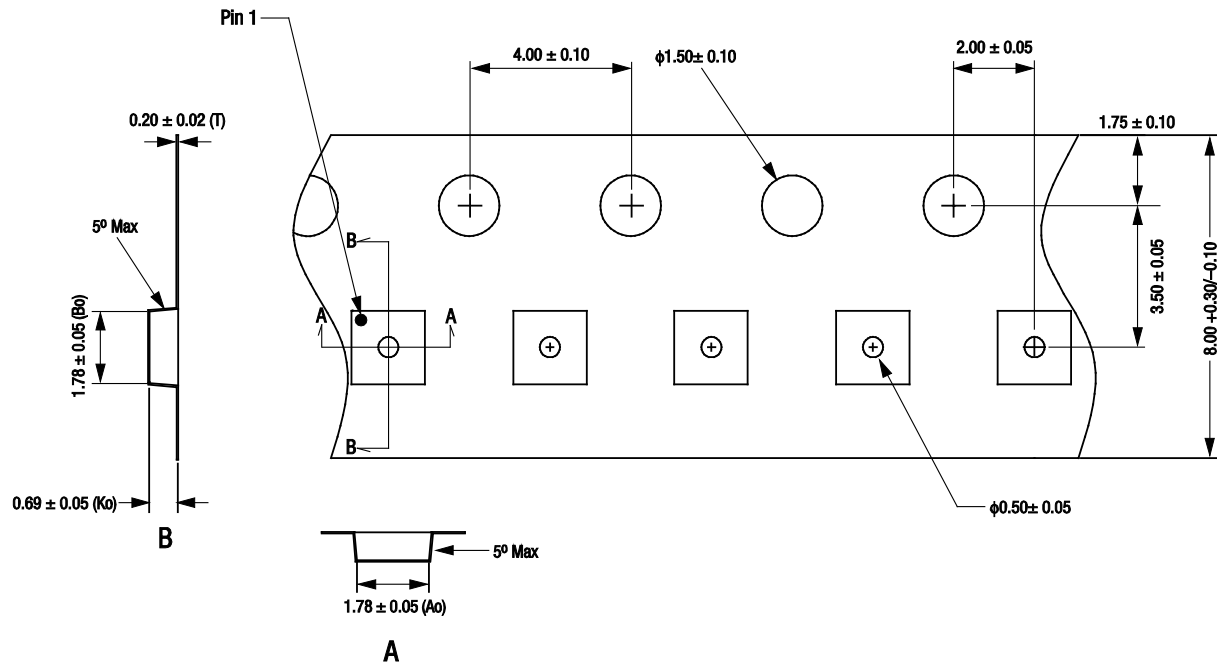 Pin 1
4.00 ± 0.10
ϕ1.50± 0.10
2.00 ± 0.05
0.20 ± 0.02 (T)
1.75 ± 0.10
5º Max
B
3.50 ± 0.05
8.00 +0.30/–0.10
1.78 ± 0.05 (Bo)
A
A
B
0.69 ± 0.05 (Ko)
ϕ0.50± 0.05
B
5º Max
1.78 ± 0.05 (Ao)
A